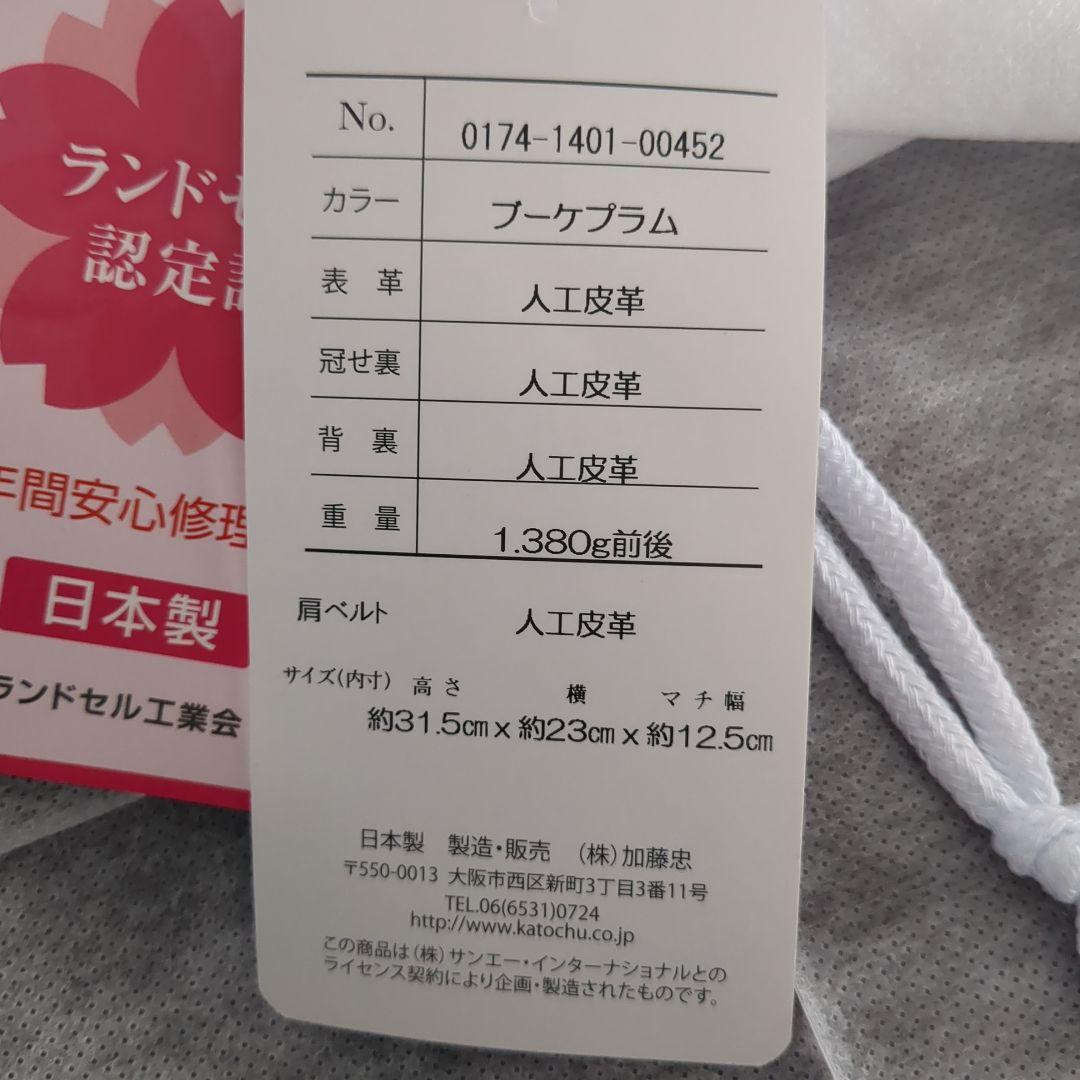 ランドセ
認定
年間安心修理
日本製
ランドセル工業会
No. 0174-1401-00452
カラー ブーケプラム
表 革 人工皮革
冠せ裏 人工皮革
背 裏 人工皮革
重 量 1.380g前後
肩ベルト 人工皮革
サイズ(内寸) 高さ 横 マチ幅
約31.5cm x 約23cm x 約12.5cm
日本製 製造・販売 (株)加藤忠
〒550-0013 大阪市西区新町3丁目3番11号
TEL.06(6531)0724
http://www.katochu.co.jp
この商品は(株)サンエー・インターナショナルとの
ライセンス契約により企画・製造されたものです。